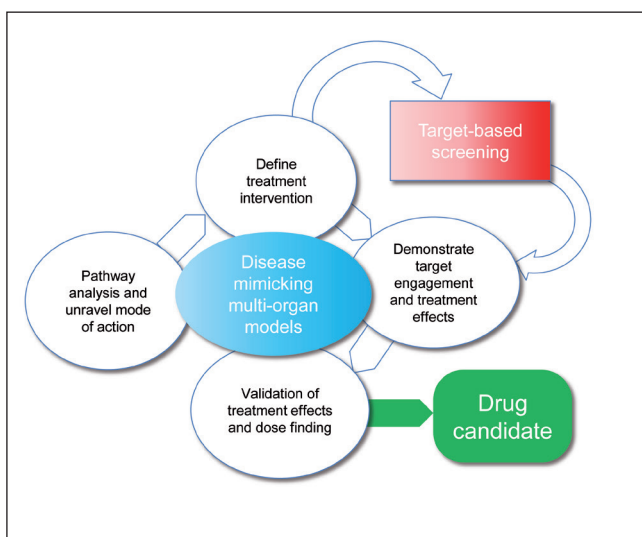 Target-based
screening
Define
treatment
intervention
Pathway
analysis and
unravel mode
of action
Disease
mimicking
multi-organ
models
Demonstrate
target
engagement
and treatment
effects
Validation of
treatment effects
and dose finding
Drug
candidate